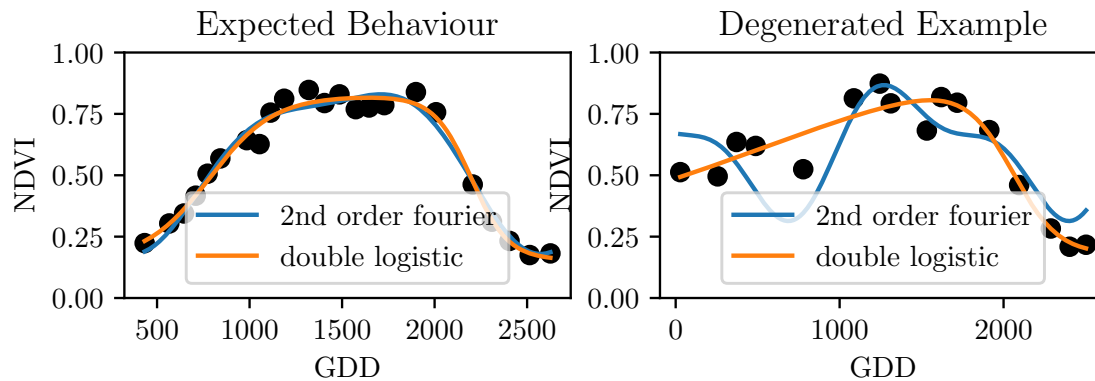 Expected Behaviour
1.00
0.75
0.50
0.25
0.00
NDVI
2nd order fourier
double logistic
500 1000 1500 2000 2500
GDD
Degenerated Example
1.00
0.75
0.50
0.25
0.00
NDVI
2nd order fourier
double logistic
0 1000 2000
GDD